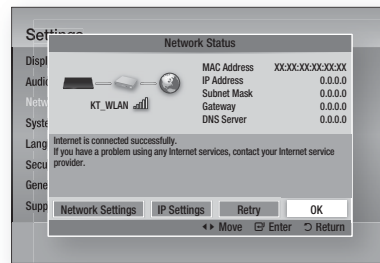 Settings
Network Status
Displ
Audio
Netw
Syste
Lang
Secu
Gene
Supp
KT_WLAN
MAC Address XX:XX:XX:XX:XX:XX
IP Address 0.0.0.0
Subnet Mask 0.0.0.0
Gateway 0.0.0.0
DNS Server 0.0.0.0
Internet is connected successfully.
If you have a problem using any Internet services, contact your Internet service
provider.
Network Settings IP Settings Retry OK
Move Enter Return